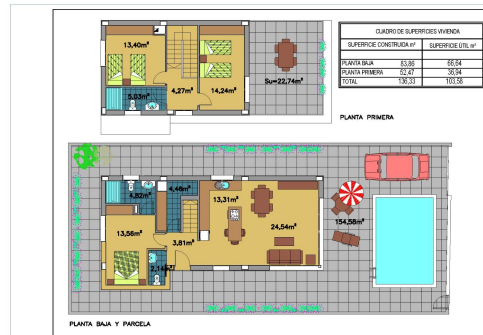 CUADRO DE SUPERFICIES VIVIENDA
SUPERFICIE CONSTRUIDA m² SUPERFICIE ÚTIL m²
PLANTA BAJA 83,86 66,64
PLANTA PRIMERA 52,47 36,94
TOTAL 136,33 103,58
13,40m²
5,03m²
4,27m²
14,24m²
Su=22,74m²
PLANTA PRIMERA
4,82m²
4,46m²
13,31m²
13,56m²
3,81m²
24,54m²
154,58m²
PLANTA BAJA Y PARCELA